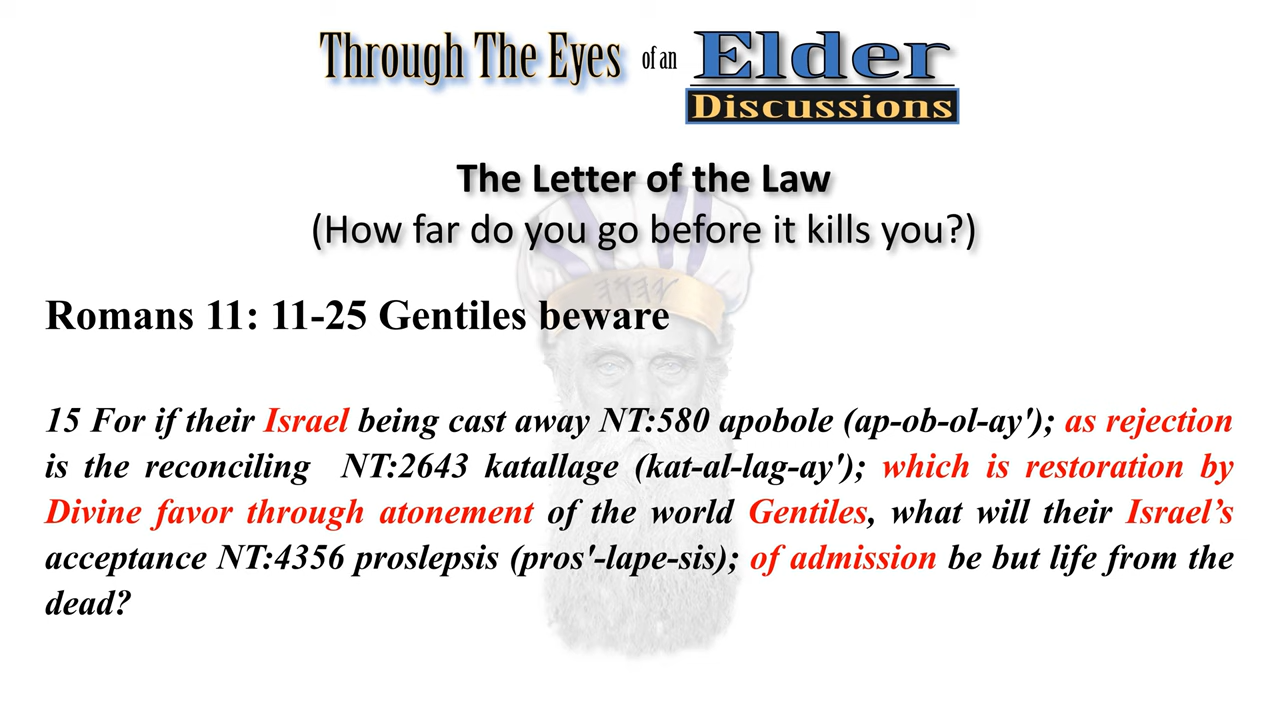 Through The Eyes of an Elder
Discussions
The Letter of the Law
(How far do you go before it kills you?)
𐤉𐤄𐤅𐤄
Romans 11: 11-25 Gentiles beware
15 For if their Israel being cast away NT:580 apobole (ap-ob-ol-ay'); as rejection
is the reconciling NT:2643 katallage (kat-al-lag-ay'); which is restoration by
Divine favor through atonement of the world Gentiles, what will their Israel’s
acceptance NT:4356 proslepsis (pros'-lape-sis); of admission be but life from the
dead?